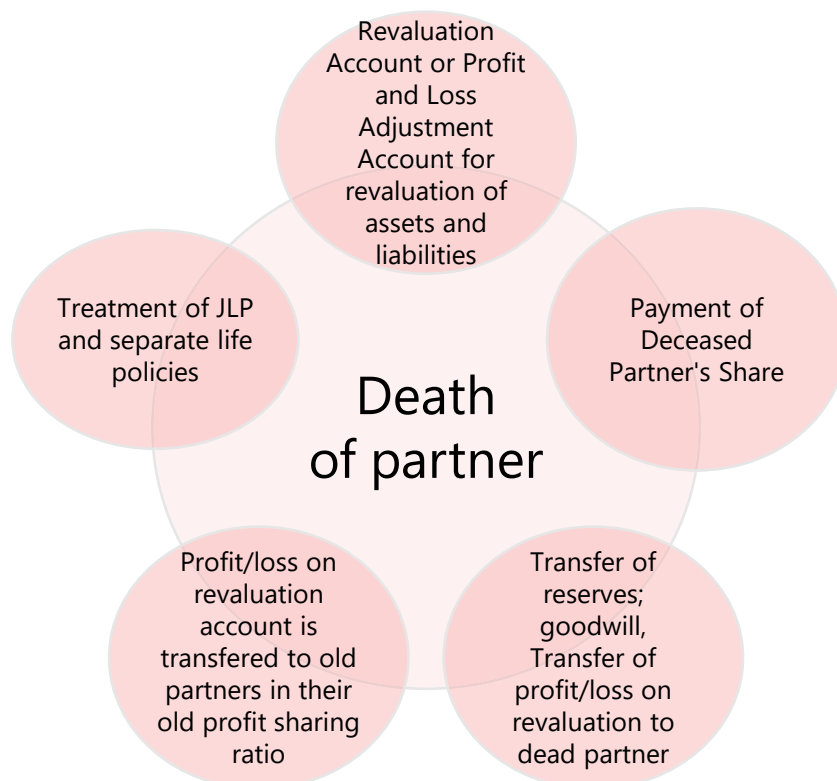 Revaluation
Account or Profit
and Loss
Adjustment
Account for
revaluation of
assets and
liabilities
Payment of
Deceased
Partner's Share
Transfer of
reserves;
goodwill,
Transfer of
profit/loss on
revaluation to
dead partner
Profit/loss on
revaluation
account is
transfered to old
partners in their
old profit sharing
ratio
Treatment of JLP
and separate life
policies
Death
of partner